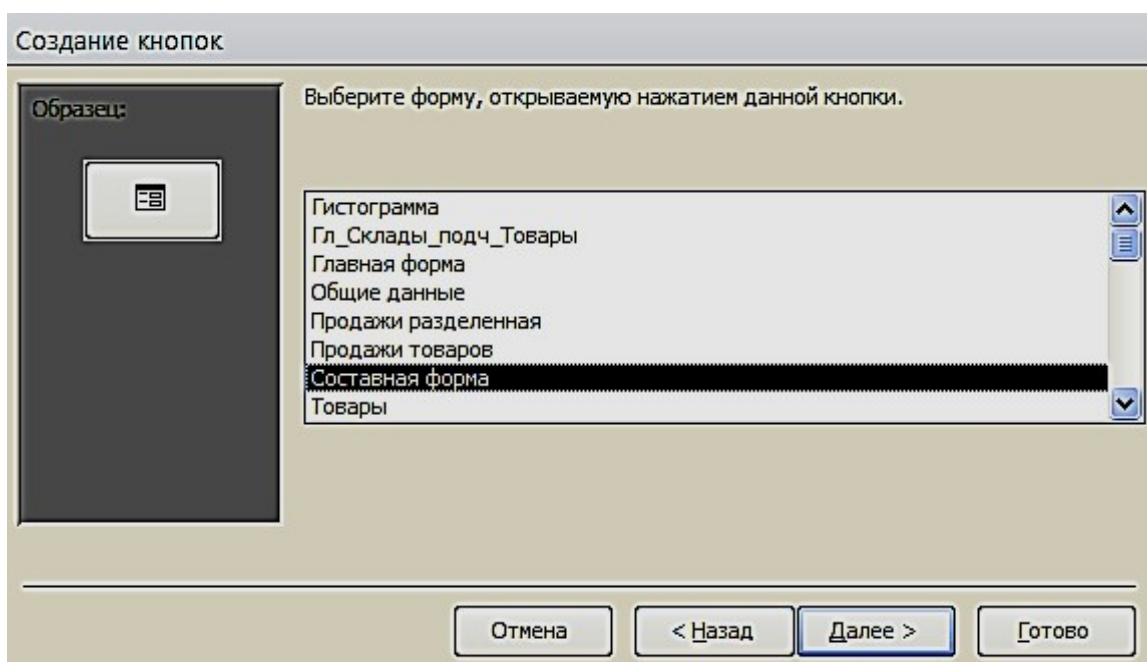 Создание кнопок
Образец:
Выберите форму, открываемую нажатием данной кнопки.
Гистограмма
Гл_Склады_подч_Товары
Главная форма
Общие данные
Продажи разделенная
Продажи товаров
Составная форма
Товары
Отмена
< Назад
Далее >
Готово